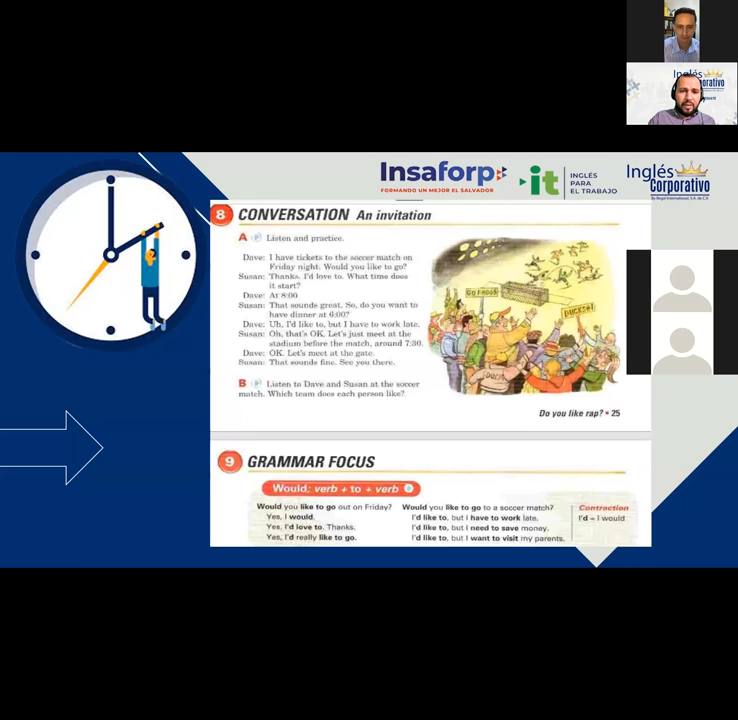 Inglés
Insaforp
FORMANDO UN MEJOR EL SALVADOR
it
INGLÉS
PARA
EL TRABAJO
Inglés
Corporativo
By Regal International, S.A. de C.V.
8 CONVERSATION An invitation
A Listen and practice.
Dave: I have tickets to the soccer match on
Friday night. Would you like to go?
Susan: Thanks. I'd love to. What time does
it start?
Dave: At 8:00
Susan: That sounds great. So, do you want to
have dinner at 6:00?
Dave: Uh, I'd like to, but I have to work late.
Susan: Oh, that's OK. Let's just meet at the
stadium before the match, around 7:30.
Dave: OK. Let's meet at the gate.
Susan: That sounds fine. See you there.
GO FROGS
DUCKS#1
DUCKS
B Listen to Dave and Susan at the soccer
match. Which team does each person like?
Do you like rap? • 25
9 GRAMMAR FOCUS
Would; verb + to + verb
Would you like to go out on Friday?
Yes, I would.
Yes, I'd love to. Thanks.
Yes, I'd really like to go.
Would you like to go to a soccer match?
I'd like to, but I have to work late.
I'd like to, but I need to save money.
I'd like to, but I want to visit my parents.
Contraction
I'd = I would